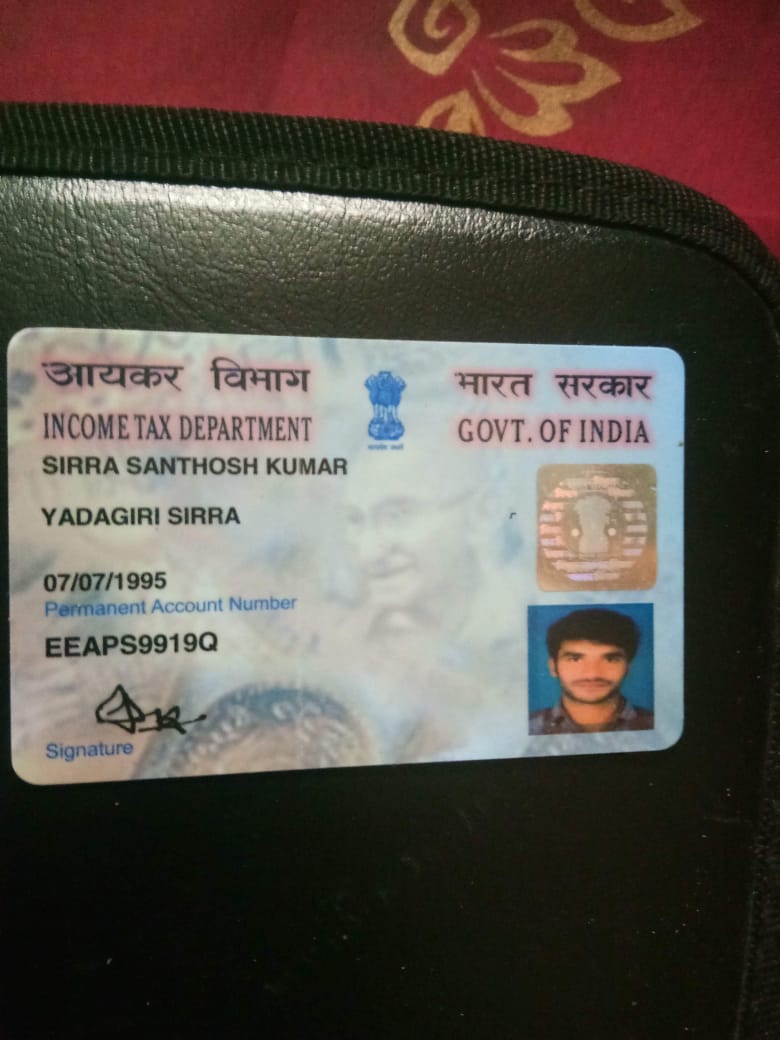 आयकर विभाग
भारत सरकार
INCOME TAX DEPARTMENT
GOVT. OF INDIA
SIRRA SANTHOSH KUMAR
YADAGIRI SIRRA
07/07/1995
Permanent Account Number
EEAPS9919Q
Signature